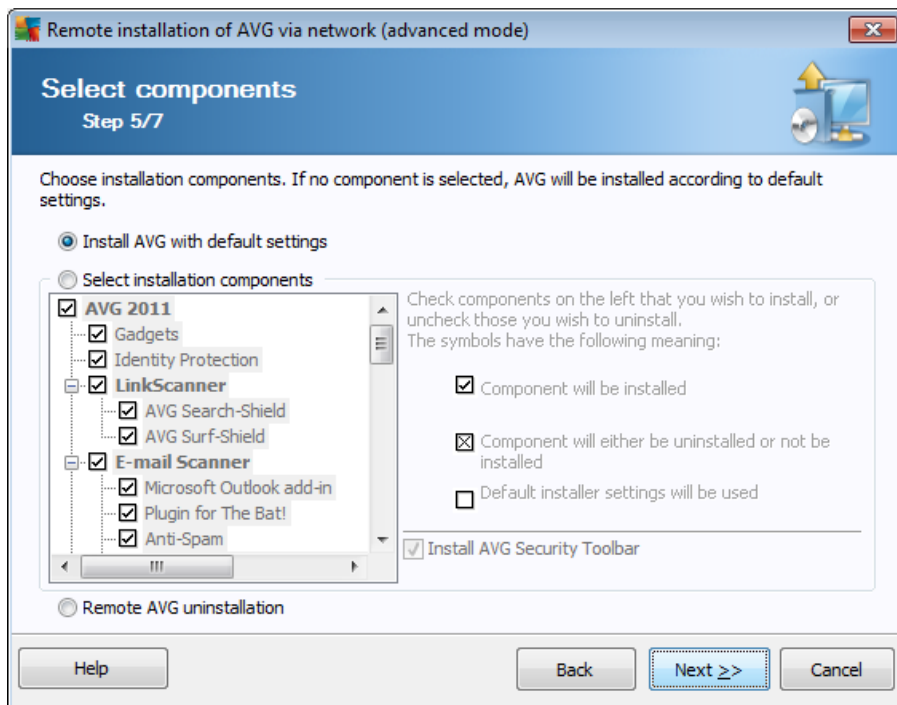 Remote installation of AVG via network (advanced mode)
Select components
Step 5/7
Choose installation components. If no component is selected, AVG will be installed according to default
settings.
Install AVG with default settings
Select installation components
AVG 2011
Gadgets
Identity Protection
LinkScanner
AVG Search-Shield
AVG Surf-Shield
E-mail Scanner
Microsoft Outlook add-in
Plugin for The Bat!
Anti-Spam
Check components on the left that you wish to install, or
uncheck those you wish to uninstall.
The symbols have the following meaning:
Component will be installed
Component will either be uninstalled or not be
installed
Default installer settings will be used
Install AVG Security Toolbar
Remote AVG uninstallation
Help
Back
Next >>
Cancel